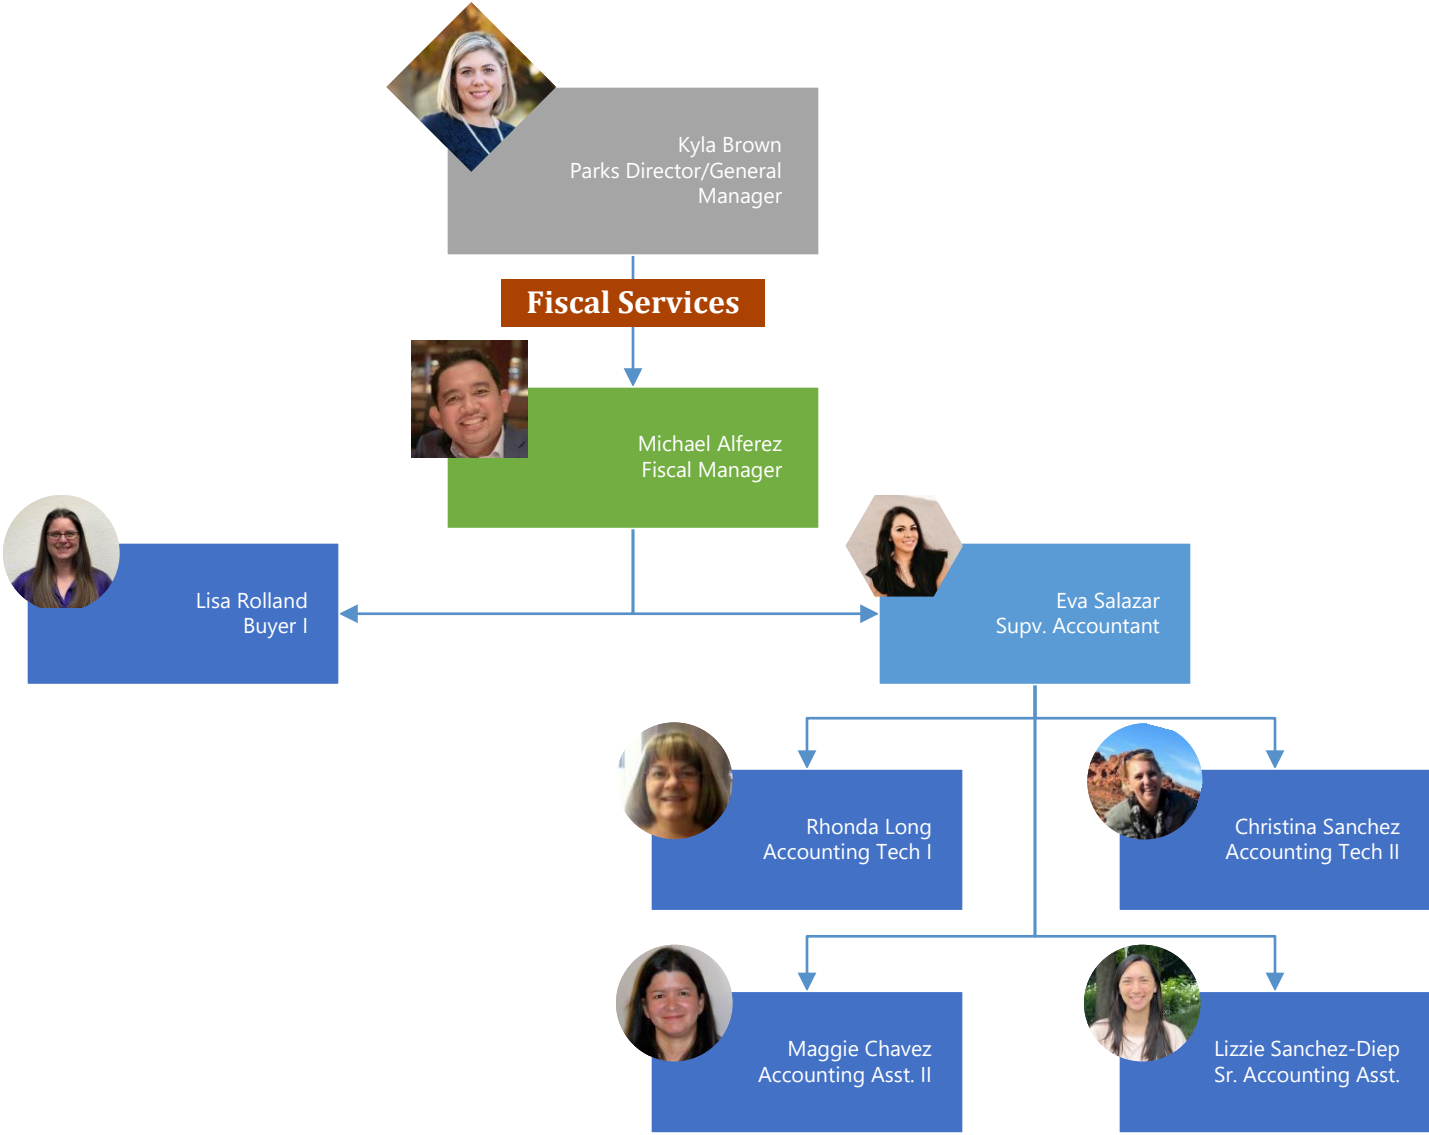 Kyla Brown
Parks Director/General
Manager
Fiscal Services
Michael Alferez
Fiscal Manager
Lisa Rolland
Buyer I
Eva Salazar
Supv. Accountant
Rhonda Long
Accounting Tech I
Christina Sanchez
Accounting Tech II
Maggie Chavez
Accounting Asst. II
Lizzie Sanchez-Diep
Sr. Accounting Asst.